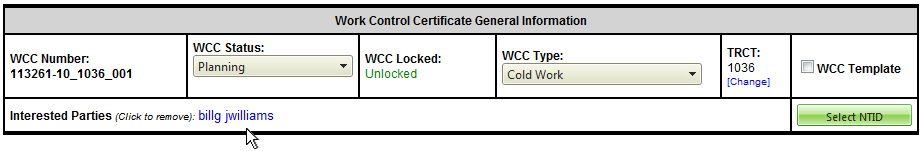 Work Control Certificate General Information
WCC Number:
113261-10_1036_001
WCC Status:
Planning
WCC Locked:
Unlocked
WCC Type:
Cold Work
TRCT:
1036
[Change]
WCC Template
Interested Parties (Click to remove): billg jwilliams
Select NTID